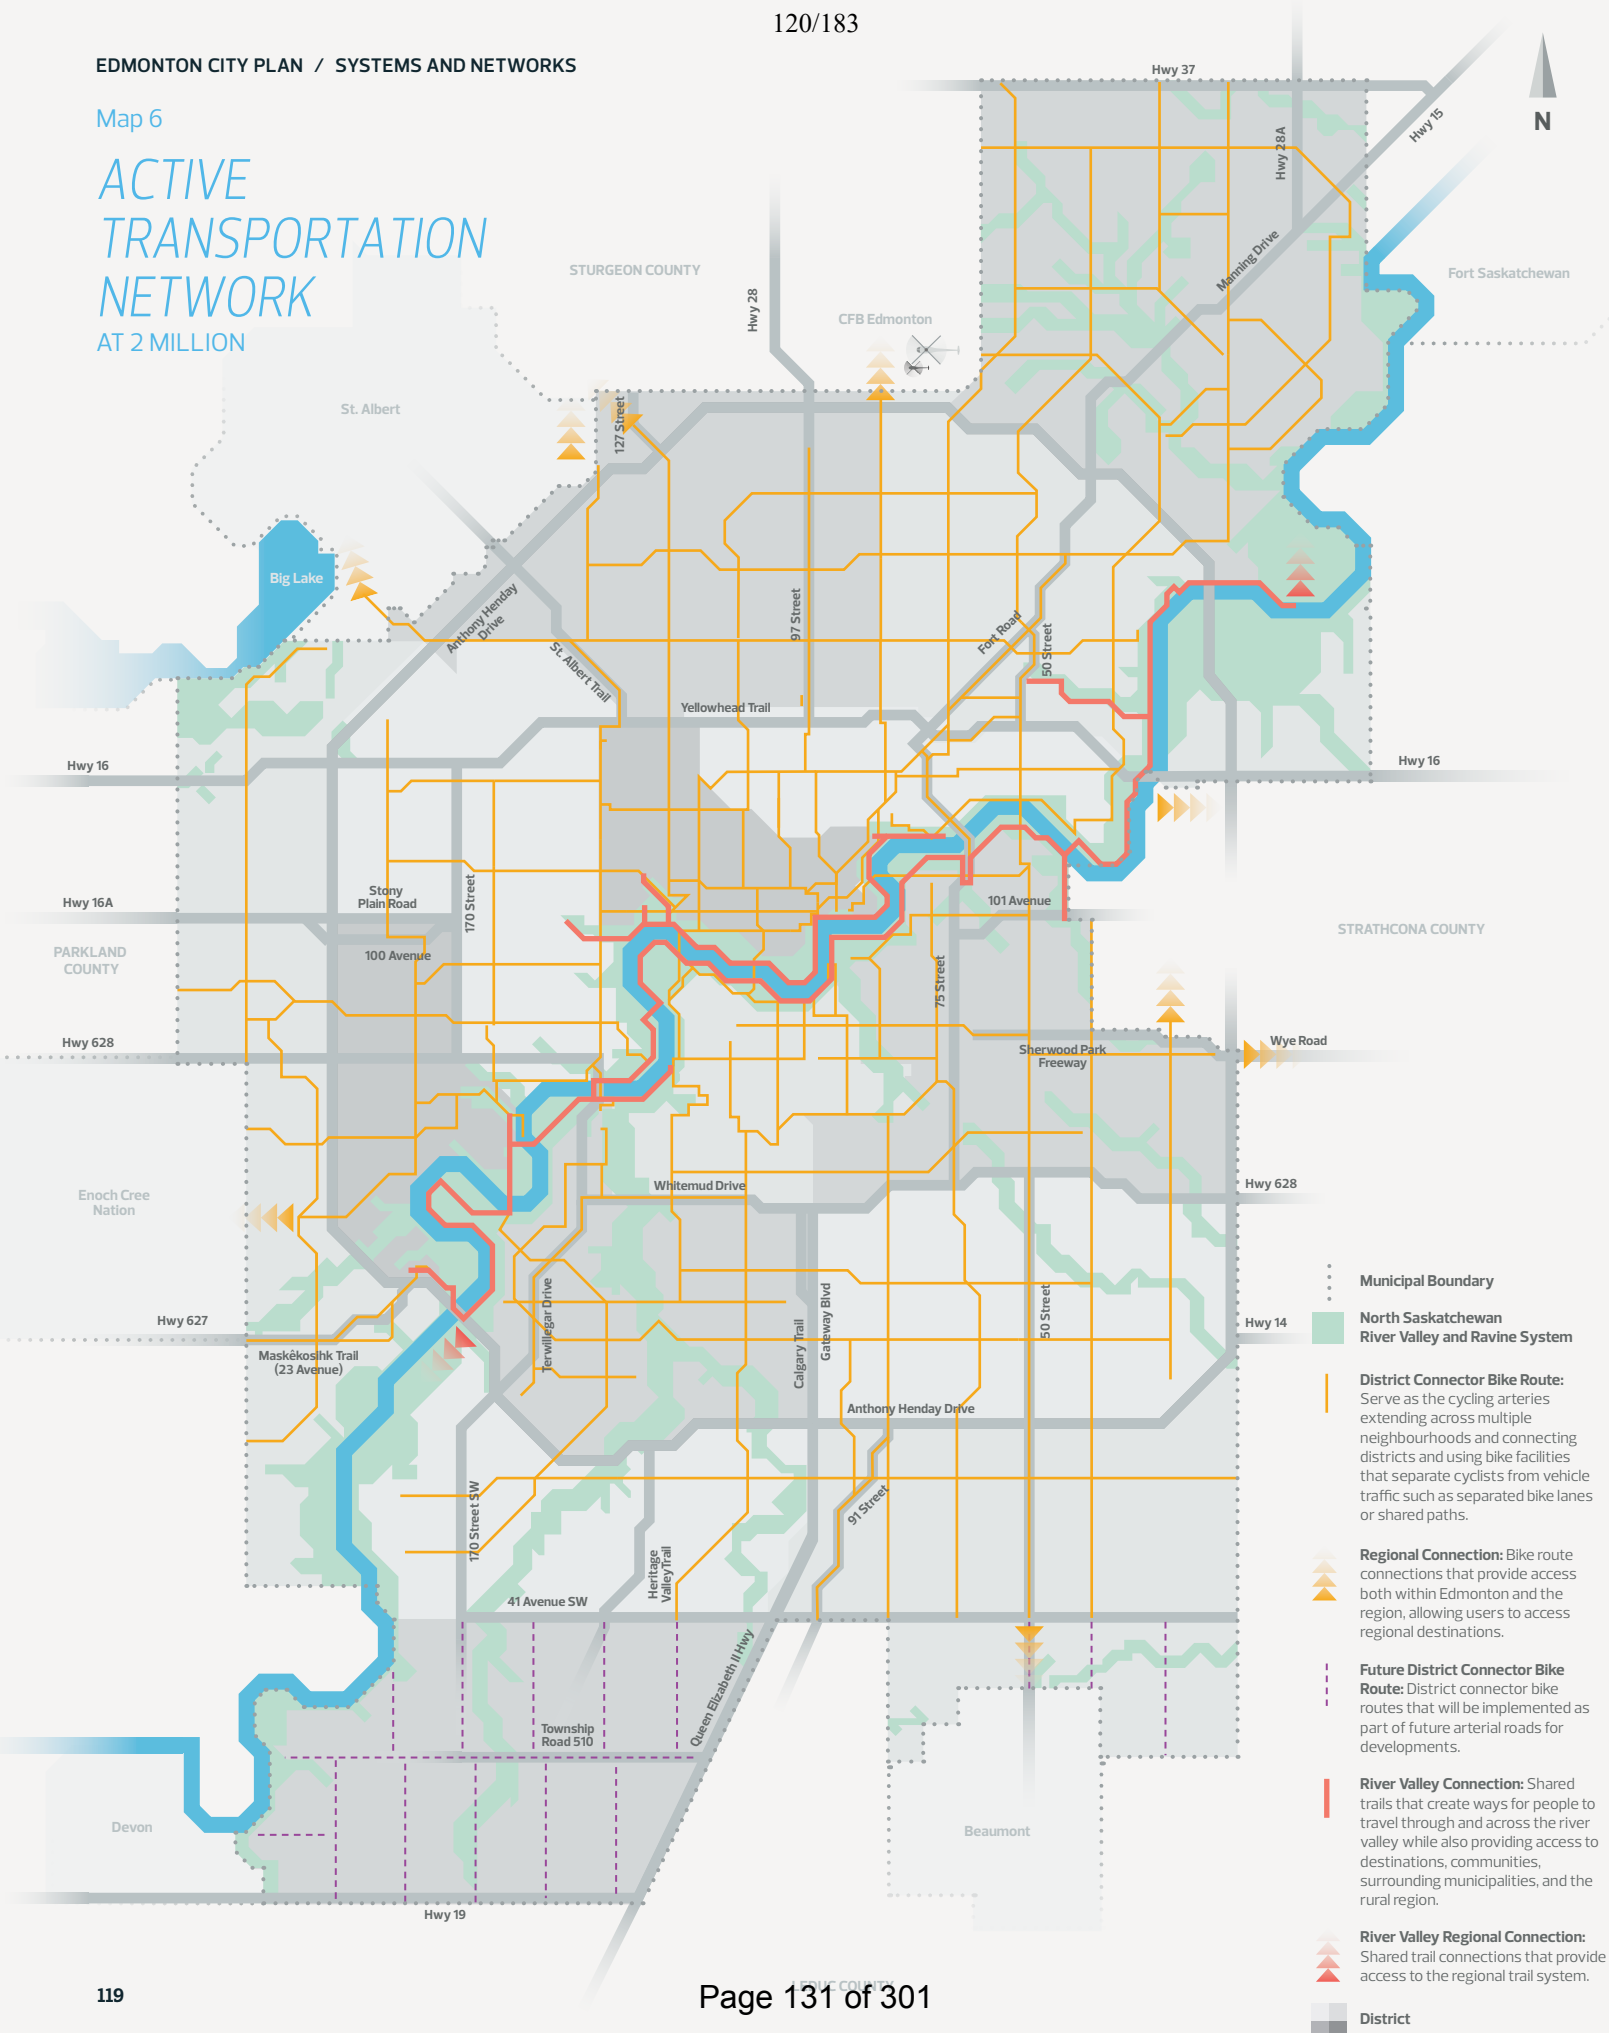 120/183
EDMONTON CITY PLAN / SYSTEMS AND NETWORKS
Map 6
ACTIVE
TRANSPORTATION
NETWORK
AT 2 MILLION
Hwy 37
Hwy 15
N
Hwy 28A
Manning Drive
STURGEON COUNTY
Fort Saskatchewan
Hwy 28
CFB Edmonton
St. Albert
127 Street
Big Lake
Anthony Henday
Drive
St. Albert Trail
97 Street
Fort Road
50 Street
Yellowhead Trail
Hwy 16
Hwy 16
Stony
Plain Road
170 Street
Hwy 16A
101 Avenue
STRATHCONA COUNTY
PARKLAND
COUNTY
100 Avenue
75 Street
Hwy 628
Sherwood Park
Freeway
Wye Road
Whitemud Drive
Hwy 628
Enoch Cree
Nation
Terwillegar Drive
Calgary Trail
Gateway Blvd
50 Street
Hwy 627
Hwy 14
Maskêkosihk Trail
(23 Avenue)
Anthony Henday Drive
170 Street SW
91 Street
Heritage
Valley Trail
41 Avenue SW
Queen Elizabeth II Hwy
Township
Road 510
Devon
Beaumont
Hwy 19
LEDUC COUNTY
Municipal Boundary
North Saskatchewan
River Valley and Ravine System
District Connector Bike Route:
Serve as the cycling arteries
extending across multiple
neighbourhoods and connecting
districts and using bike facilities
that separate cyclists from vehicle
traffic such as separated bike lanes
or shared paths.
Regional Connection: Bike route
connections that provide access
both within Edmonton and the
region, allowing users to access
regional destinations.
Future District Connector Bike
Route: District connector bike
routes that will be implemented as
part of future arterial roads for
developments.
River Valley Connection: Shared
trails that create ways for people to
travel through and across the river
valley while also providing access to
destinations, communities,
surrounding municipalities, and the
rural region.
River Valley Regional Connection:
Shared trail connections that provide
access to the regional trail system.
District
119
Page 131 of 301